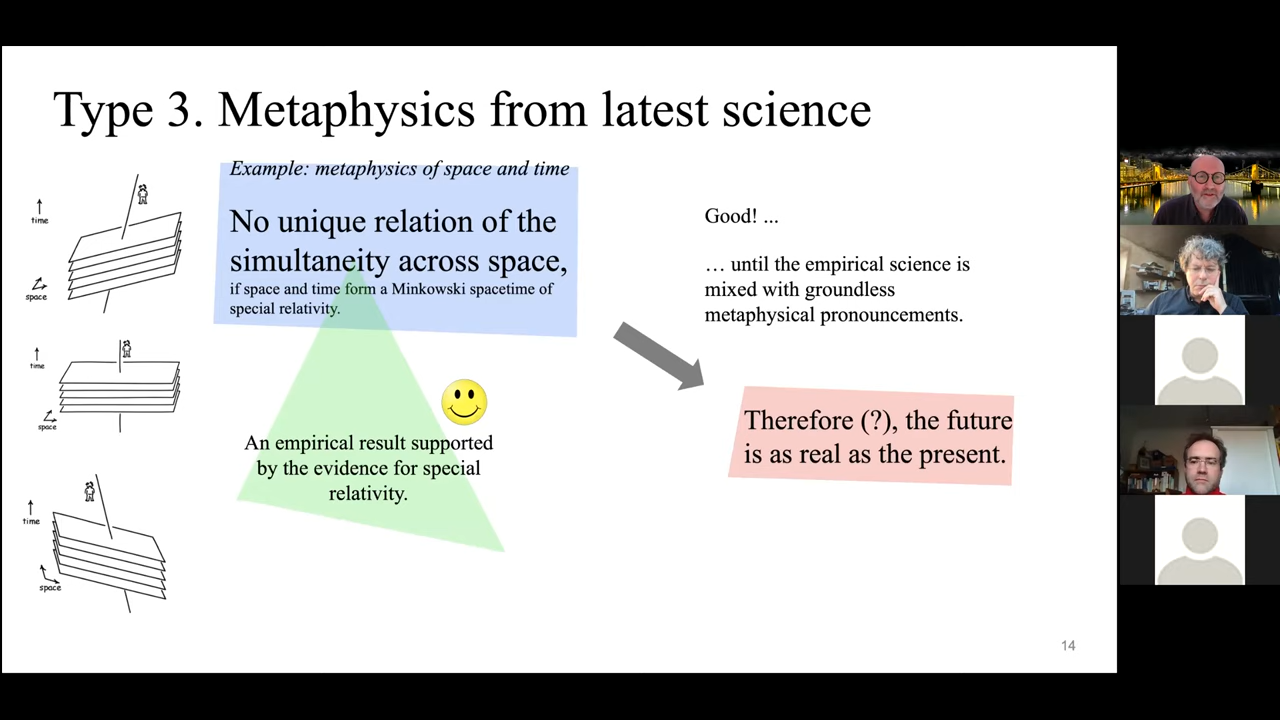 Type 3. Metaphysics from latest science
Example: metaphysics of space and time
No unique relation of the
simultaneity across space,
if space and time form a Minkowski spacetime of
special relativity.
An empirical result supported
by the evidence for special
relativity.
Good! ...
… until the empirical science is
mixed with groundless
metaphysical pronouncements.
Therefore (?), the future
is as real as the present.
time
space
time
space
time
space
14